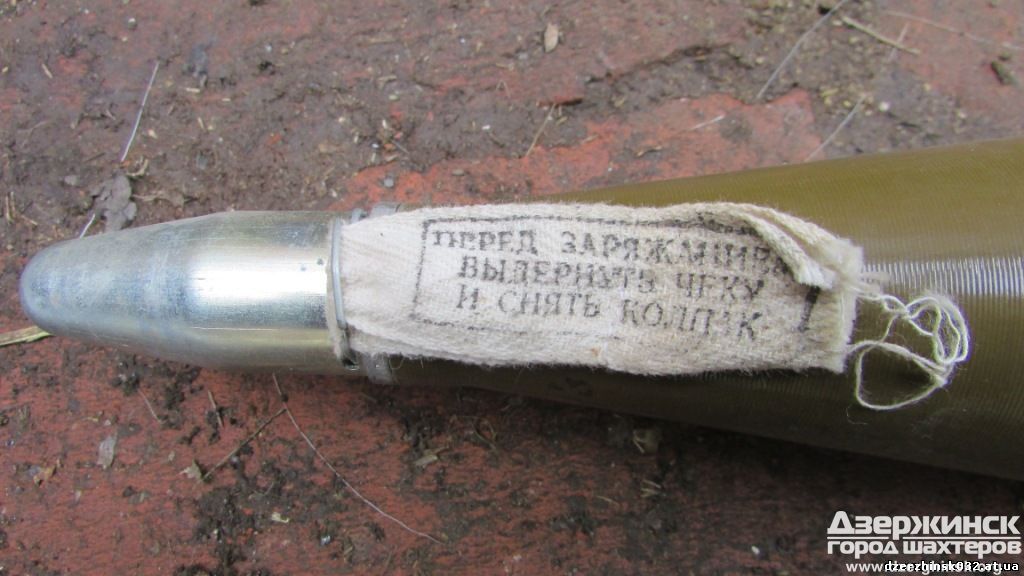 ПЕРЕД ЗАРЯЖАНИЕМ
ВЫДЕРНУТЬ ЧЕКУ
И СНЯТЬ КОЛПАК
Дзержинск
город шахтеров